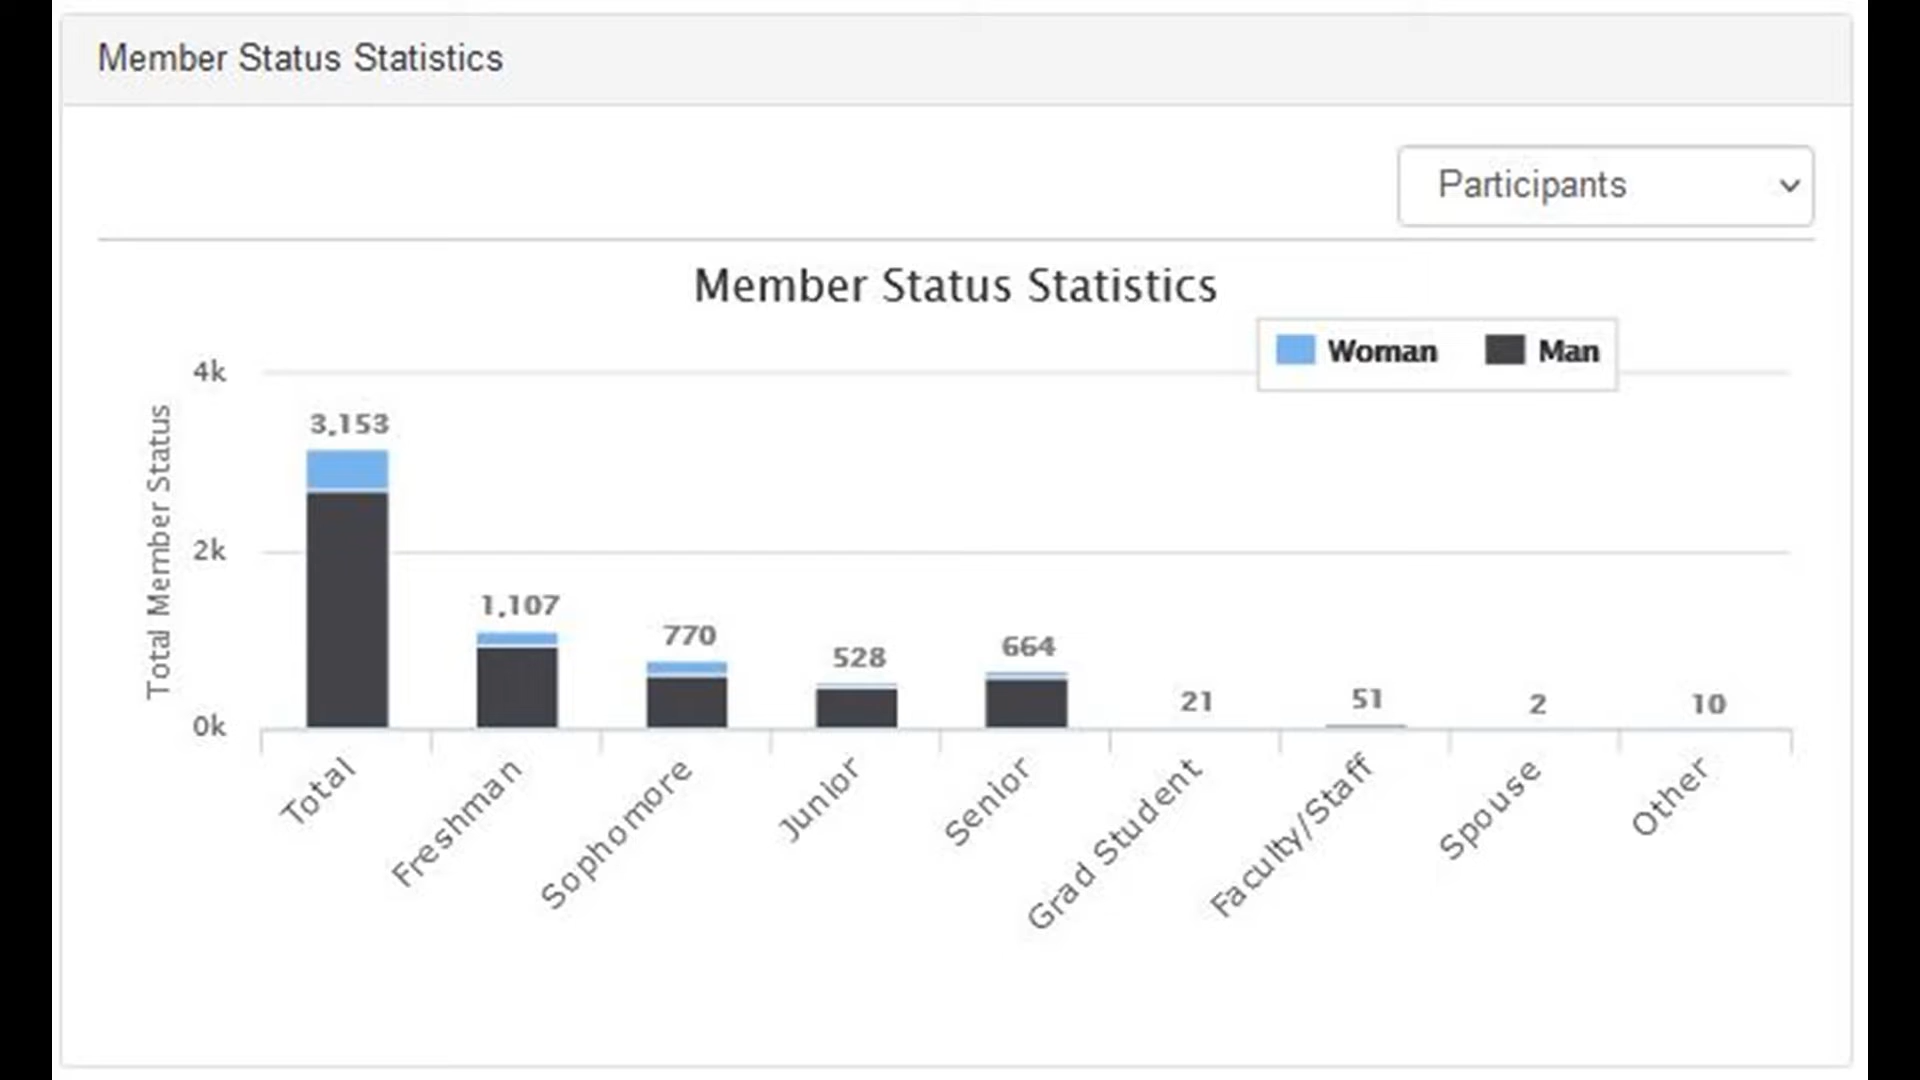 Member Status Statistics
Participants
Member Status Statistics
Woman Man
4k
2k
0k
Total Member Status
3,153
1,107
770
528
664
21
51
2
10
Total
Freshman
Sophomore
Junior
Senior
Grad Student
Faculty/Staff
Spouse
Other